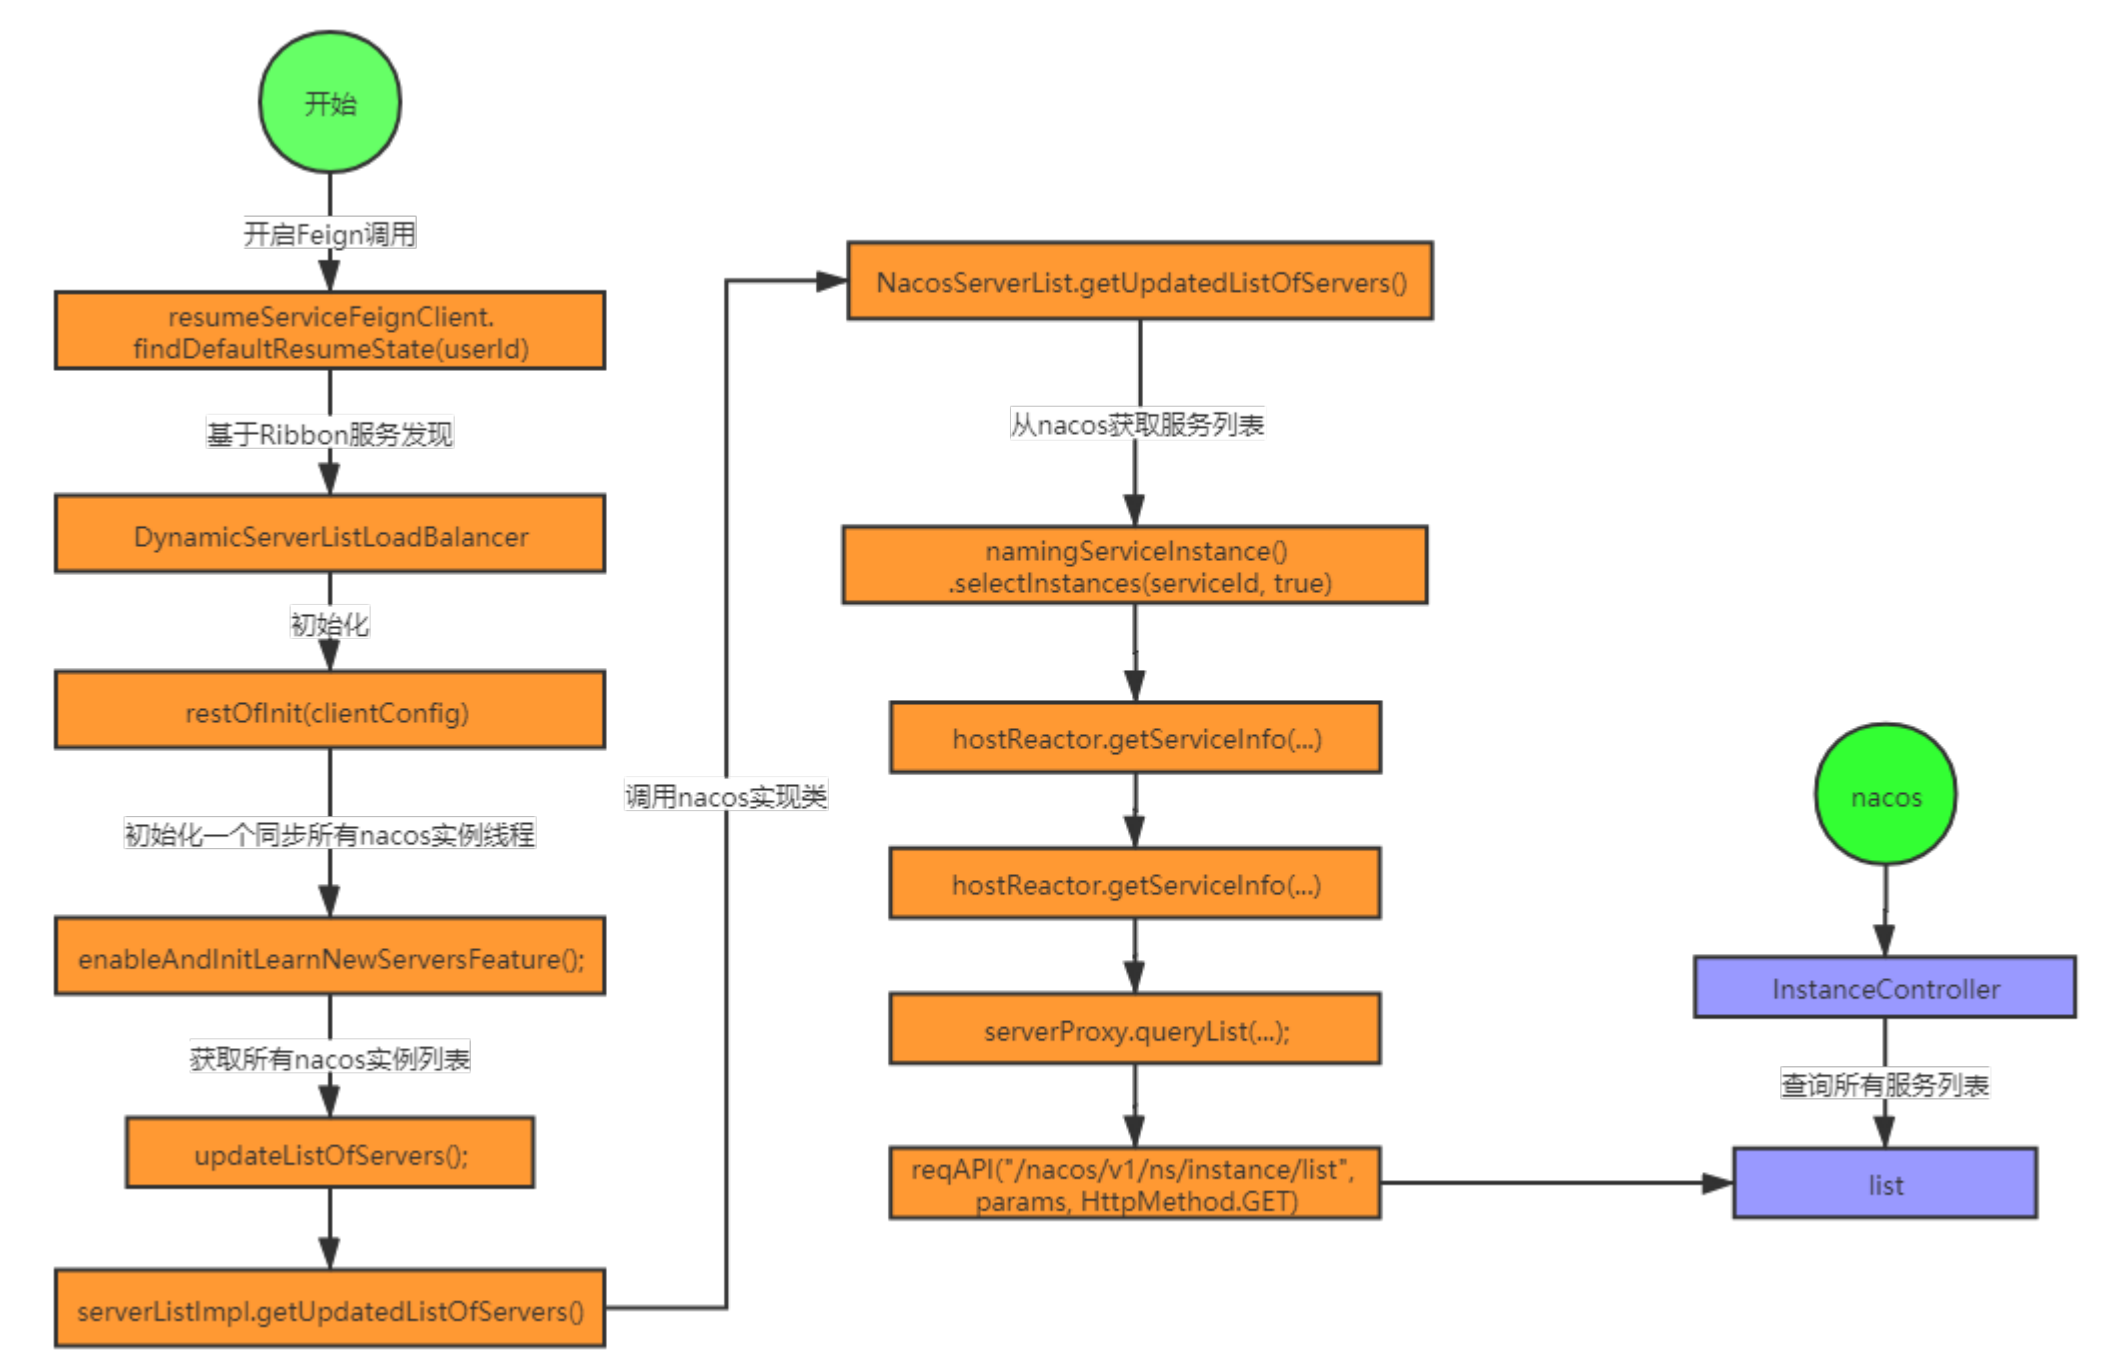 开始
开启Feign调用
resumeServiceFeignClient.
findDefaultResumeState(userId)
基于Ribbon服务发现
DynamicServerListLoadBalancer
初始化
restOfInit(clientConfig)
初始化一个同步所有nacos实例线程
enableAndInitLearnNewServersFeature();
获取所有nacos实例列表
updateListOfServers();
serverListImpl.getUpdatedListOfServers()
调用nacos实现类
NacosServerList.getUpdatedListOfServers()
从nacos获取服务列表
namingServiceInstance()
.selectInstances(serviceId, true)
hostReactor.getServiceInfo(...)
hostReactor.getServiceInfo(...)
serverProxy.queryList(...);
reqAPI("/nacos/v1/ns/instance/list",
params, HttpMethod.GET)
nacos
InstanceController
查询所有服务列表
list